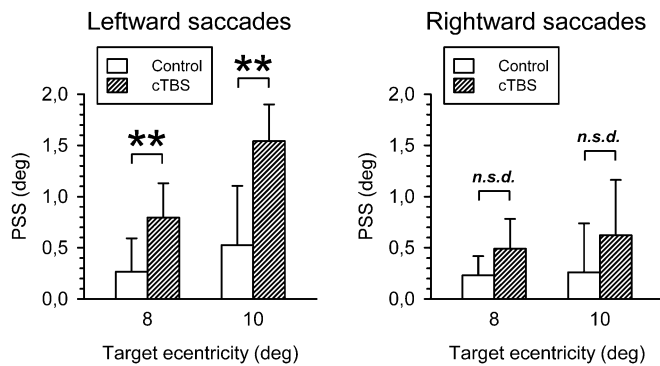 Leftward saccades
Control
cTBS
**
**
PSS (deg)
2,0
1,5
1,0
0,5
0,0
8
10
Target ecentricity (deg)
Rightward saccades
Control
cTBS
n.s.d.
n.s.d.
PSS (deg)
2,0
1,5
1,0
0,5
0,0
8
10
Target ecentricity (deg)